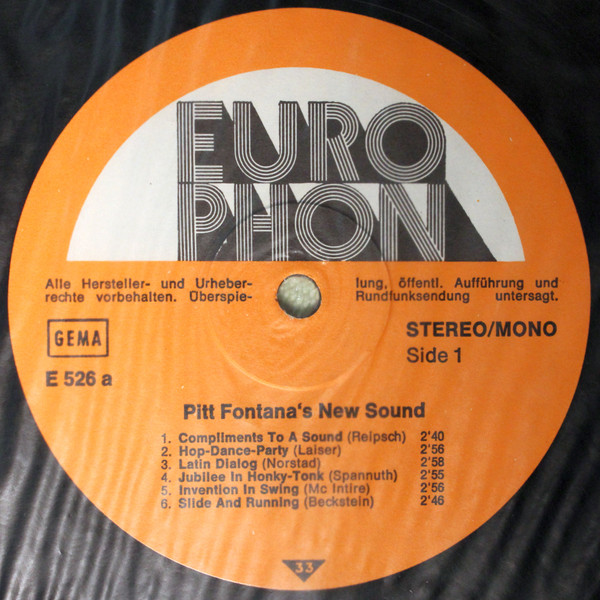 EURO
PHON
Alle Hersteller- und Urheber-
rechte vorbehalten. Überspie-
lung, öffentl. Aufführung und
Rundfunksendung untersagt.
GEMA
E 526 a
STEREO/MONO
Side 1
Pitt Fontana's New Sound
1. Compliments To A Sound (Reipsch) 2'40
2. Hop-Dance-Party (Laiser) 2'56
3. Latin Dialog (Norstad) 2'58
4. Jubilee In Honky-Tonk (Spannuth) 2'55
5. Invention In Swing (Mc Intire) 2'56
6. Slide And Running (Beckstein) 2'46
33